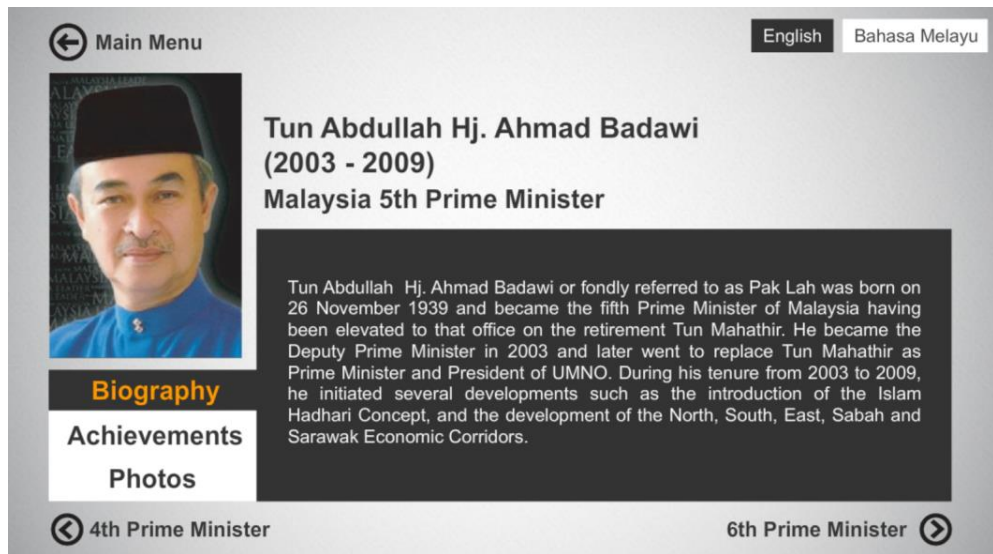 Main Menu
English
Bahasa Melayu
Tun Abdullah Hj. Ahmad Badawi
(2003 - 2009)
Malaysia 5th Prime Minister
Tun Abdullah Hj. Ahmad Badawi or fondly referred to as Pak Lah was born on
26 November 1939 and became the fifth Prime Minister of Malaysia having
been elevated to that office on the retirement Tun Mahathir. He became the
Deputy Prime Minister in 2003 and later went to replace Tun Mahathir as
Prime Minister and President of UMNO. During his tenure from 2003 to 2009,
he initiated several developments such as the introduction of the Islam
Hadhari Concept, and the development of the North, South, East, Sabah and
Sarawak Economic Corridors.
Biography
Achievements
Photos
4th Prime Minister
6th Prime Minister